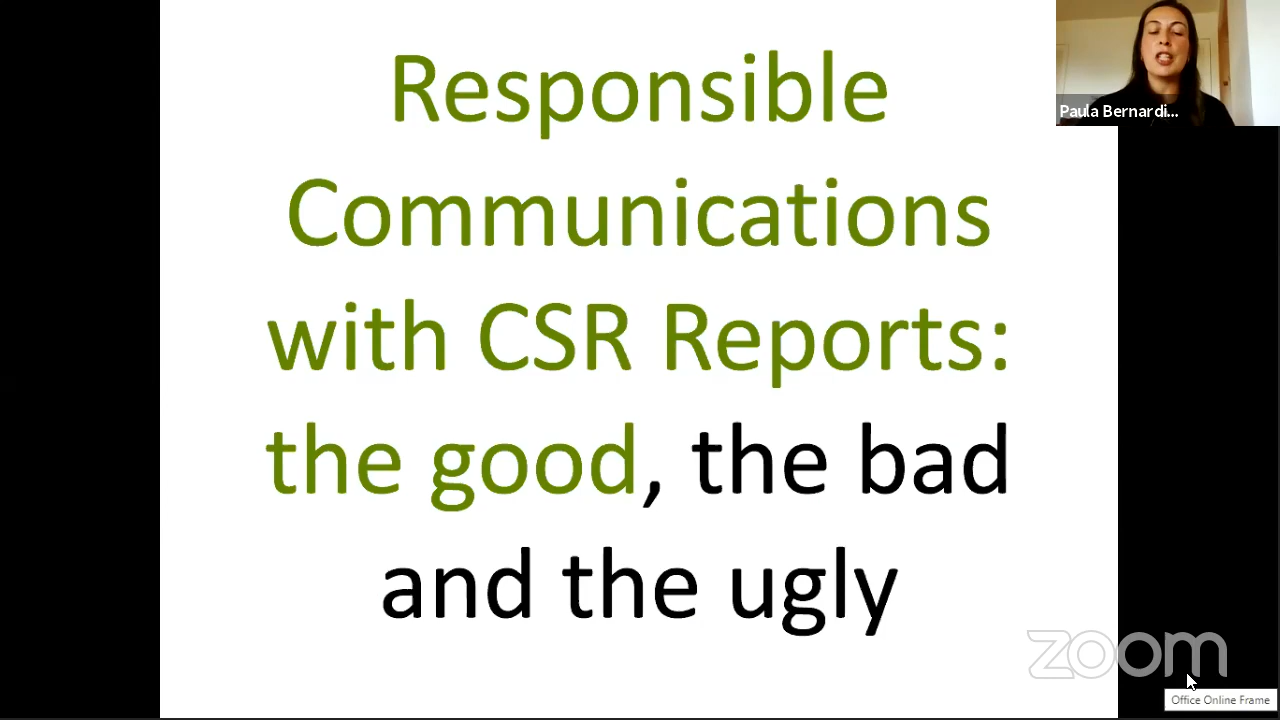 Responsible
Communications
with CSR Reports:
the good, the bad
and the ugly
Paula Bernardi...
zoom
Office Online Frame